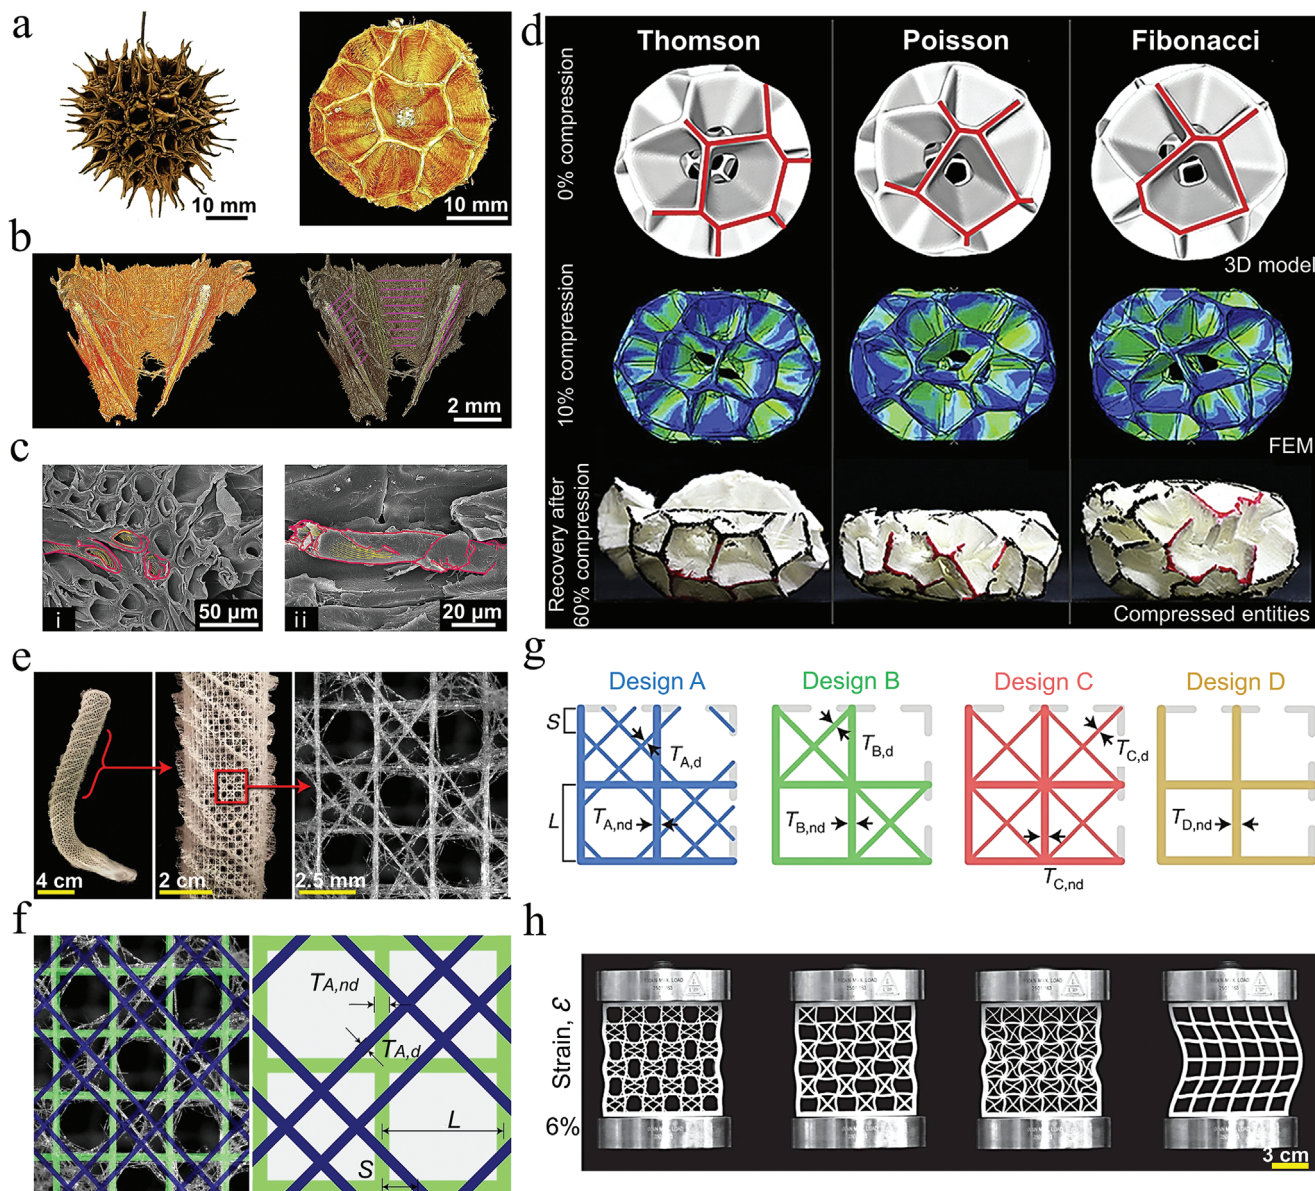 a
10 mm
10 mm
b
2 mm
c
i
50 µm
ii
20 µm
d
Thomson
Poisson
Fibonacci
0% compression
3D model
10% compression
FEM
Recovery after
60% compression
Compressed entities
e
4 cm
2 cm
2.5 mm
f
T_A,nd
T_A,d
L
S
g
Design A
Design B
Design C
Design D
S
L
T_A,d
T_A,nd
T_B,d
T_B,nd
T_C,d
T_C,nd
T_D,nd
h
Strain, ε
6%
3 cm